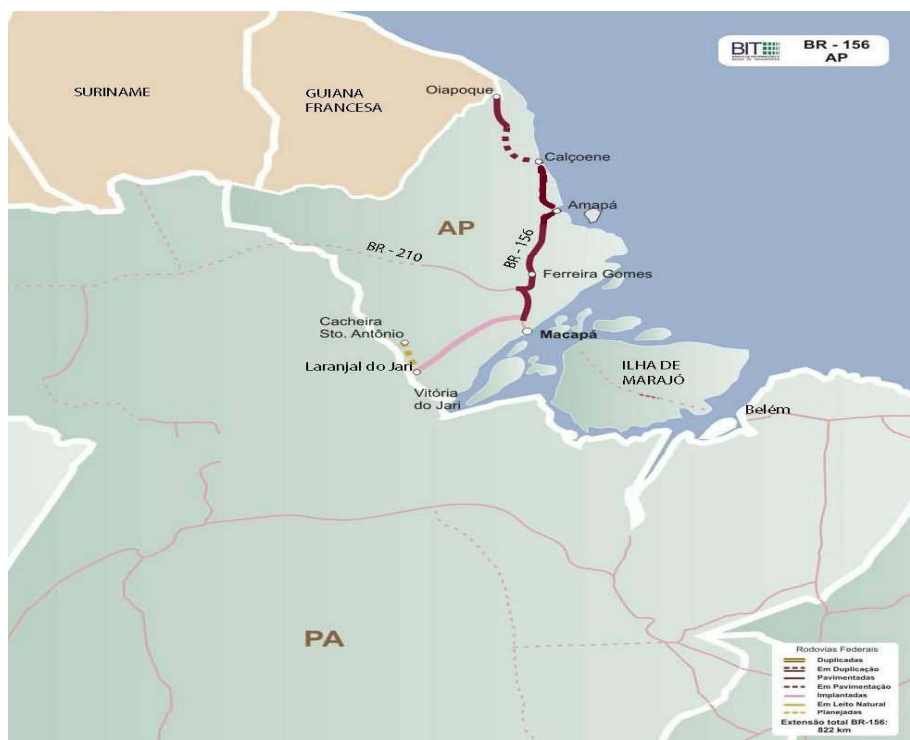 BIT
BR - 156
AP
SURINAME
GUIANA
FRANCESA
Oiapoque
Calçoene
Amapá
AP
BR - 210
BR - 156
Ferreira Gomes
Cacheira
Sto. Antônio
Macapá
Laranjal do Jari
ILHA DE
MARAJÓ
Vitória
do Jari
Belém
PA
Rodovias Federais
Duplicadas
Em Duplicação
Pavimentadas
Em Pavimentação
Implantadas
Em Leito Natural
Planejadas
Extensão total BR-156:
822 km